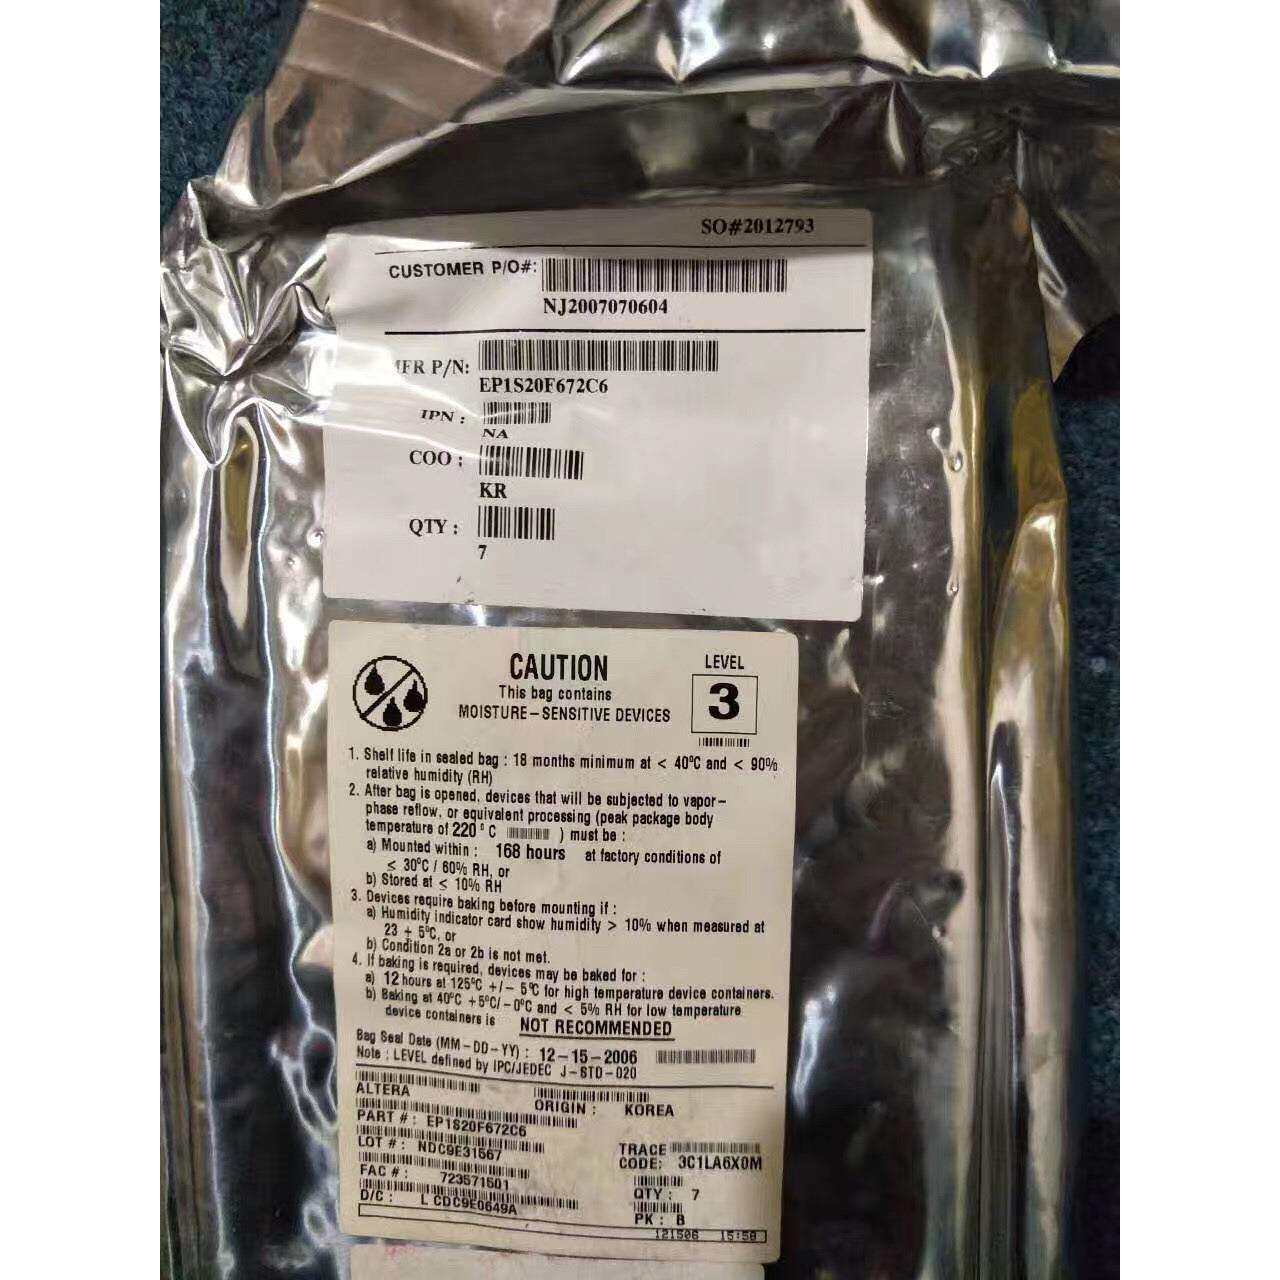 SO#2012793
CUSTOMER P/O#:
NJ2007070604
MFR P/N:
EP1S20F672C6
IPN :
NA
COO :
KR
QTY :
7
CAUTION
This bag contains
MOISTURE-SENSITIVE DEVICES
LEVEL
3
1. Shelf life in sealed bag : 18 months minimum at < 40°C and < 90%
relative humidity (RH)
2. After bag is opened, devices that will be subjected to vapor-
phase reflow, or equivalent processing (peak package body
temperature of 220°C ) must be :
a) Mounted within : 168 hours at factory conditions of
≤ 30°C / 60% RH, or
b) Stored at ≤ 10% RH
3. Devices require baking before mounting if :
a) Humidity indicator card show humidity > 10% when measured at
23 + 5°C, or
b) Condition 2a or 2b is not met.
4. If baking is required, devices may be baked for :
a) 12 hours at 125°C +/- 5°C for high temperature device containers.
b) Baking at 40°C +5°C/-0°C and < 5% RH for low temperature
device containers is NOT RECOMMENDED
Bag Seal Date (MM-DD-YY) : 12-15-2006
Note : LEVEL defined by IPC/JEDEC J-STD-020
ALTERA
ORIGIN : KOREA
PART # : EP1S20F672C6
LOT # : NDC9E31567
TRACE
CODE: 3C1LA6X0M
FAC # : 723571501
QTY : 7
D/C : L CDC9E0649A
PK : B
121506 15:58